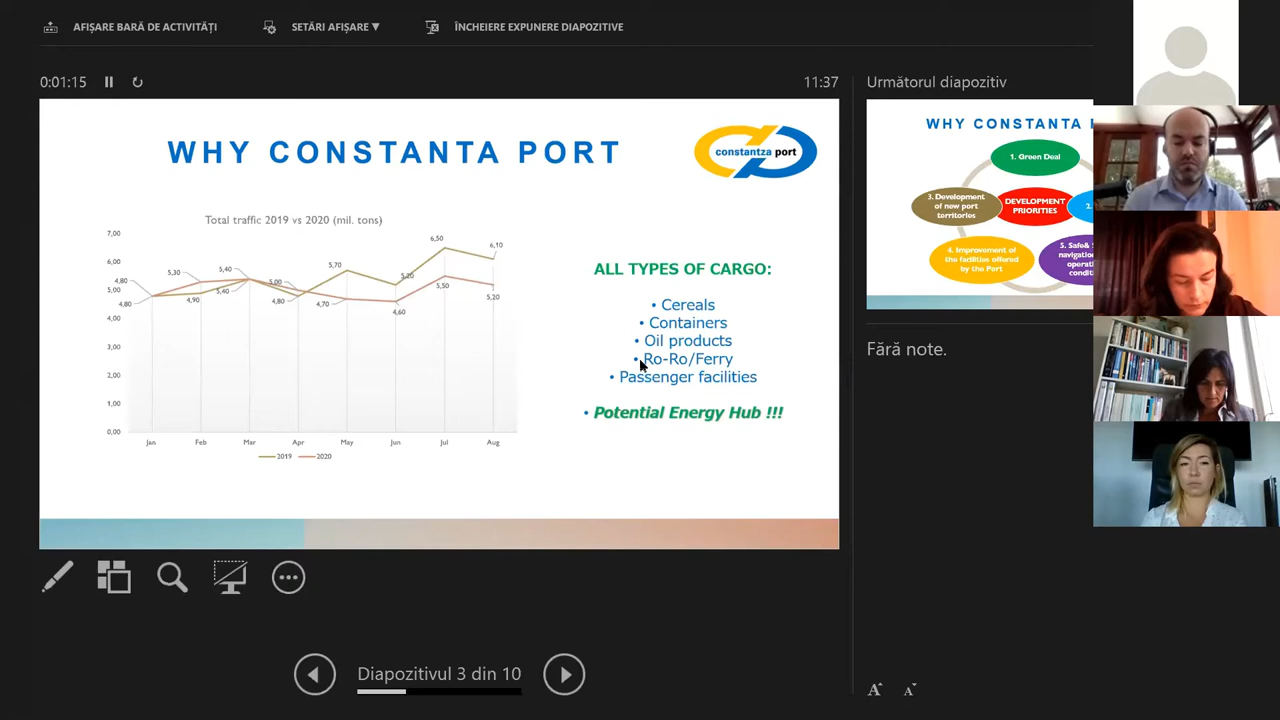 AFIȘARE BARĂ DE ACTIVITĂȚI
SETĂRI AFIȘARE ▼
ÎNCHEIERE EXPUNERE DIAPOZITIVE
0:01:15
11:37
WHY CONSTANTA PORT
constantza port
Total traffic 2019 vs 2020 (mil. tons)
7,00
6,00
5,00
4,00
3,00
2,00
1,00
0,00
4,80
4,80
5,30
4,90
5,40
5,40
5,00
4,80
5,70
4,70
5,20
4,60
6,50
5,50
6,10
5,20
Jan
Feb
Mar
Apr
May
Jun
Jul
Aug
2019
2020
ALL TYPES OF CARGO:
• Cereals
• Containers
• Oil products
• Ro-Ro/Ferry
• Passenger facilities
• Potential Energy Hub !!!
Diapozitivul 3 din 10
Următorul diapozitiv
WHY CONSTANTA
1. Green Deal
2.
3. Development
of new port
territories
DEVELOPMENT
PRIORITIES
4. Improvement of
the facilities offered
by the Port
5. Safe&
navigation
operati
condit
Fără note.
A
A